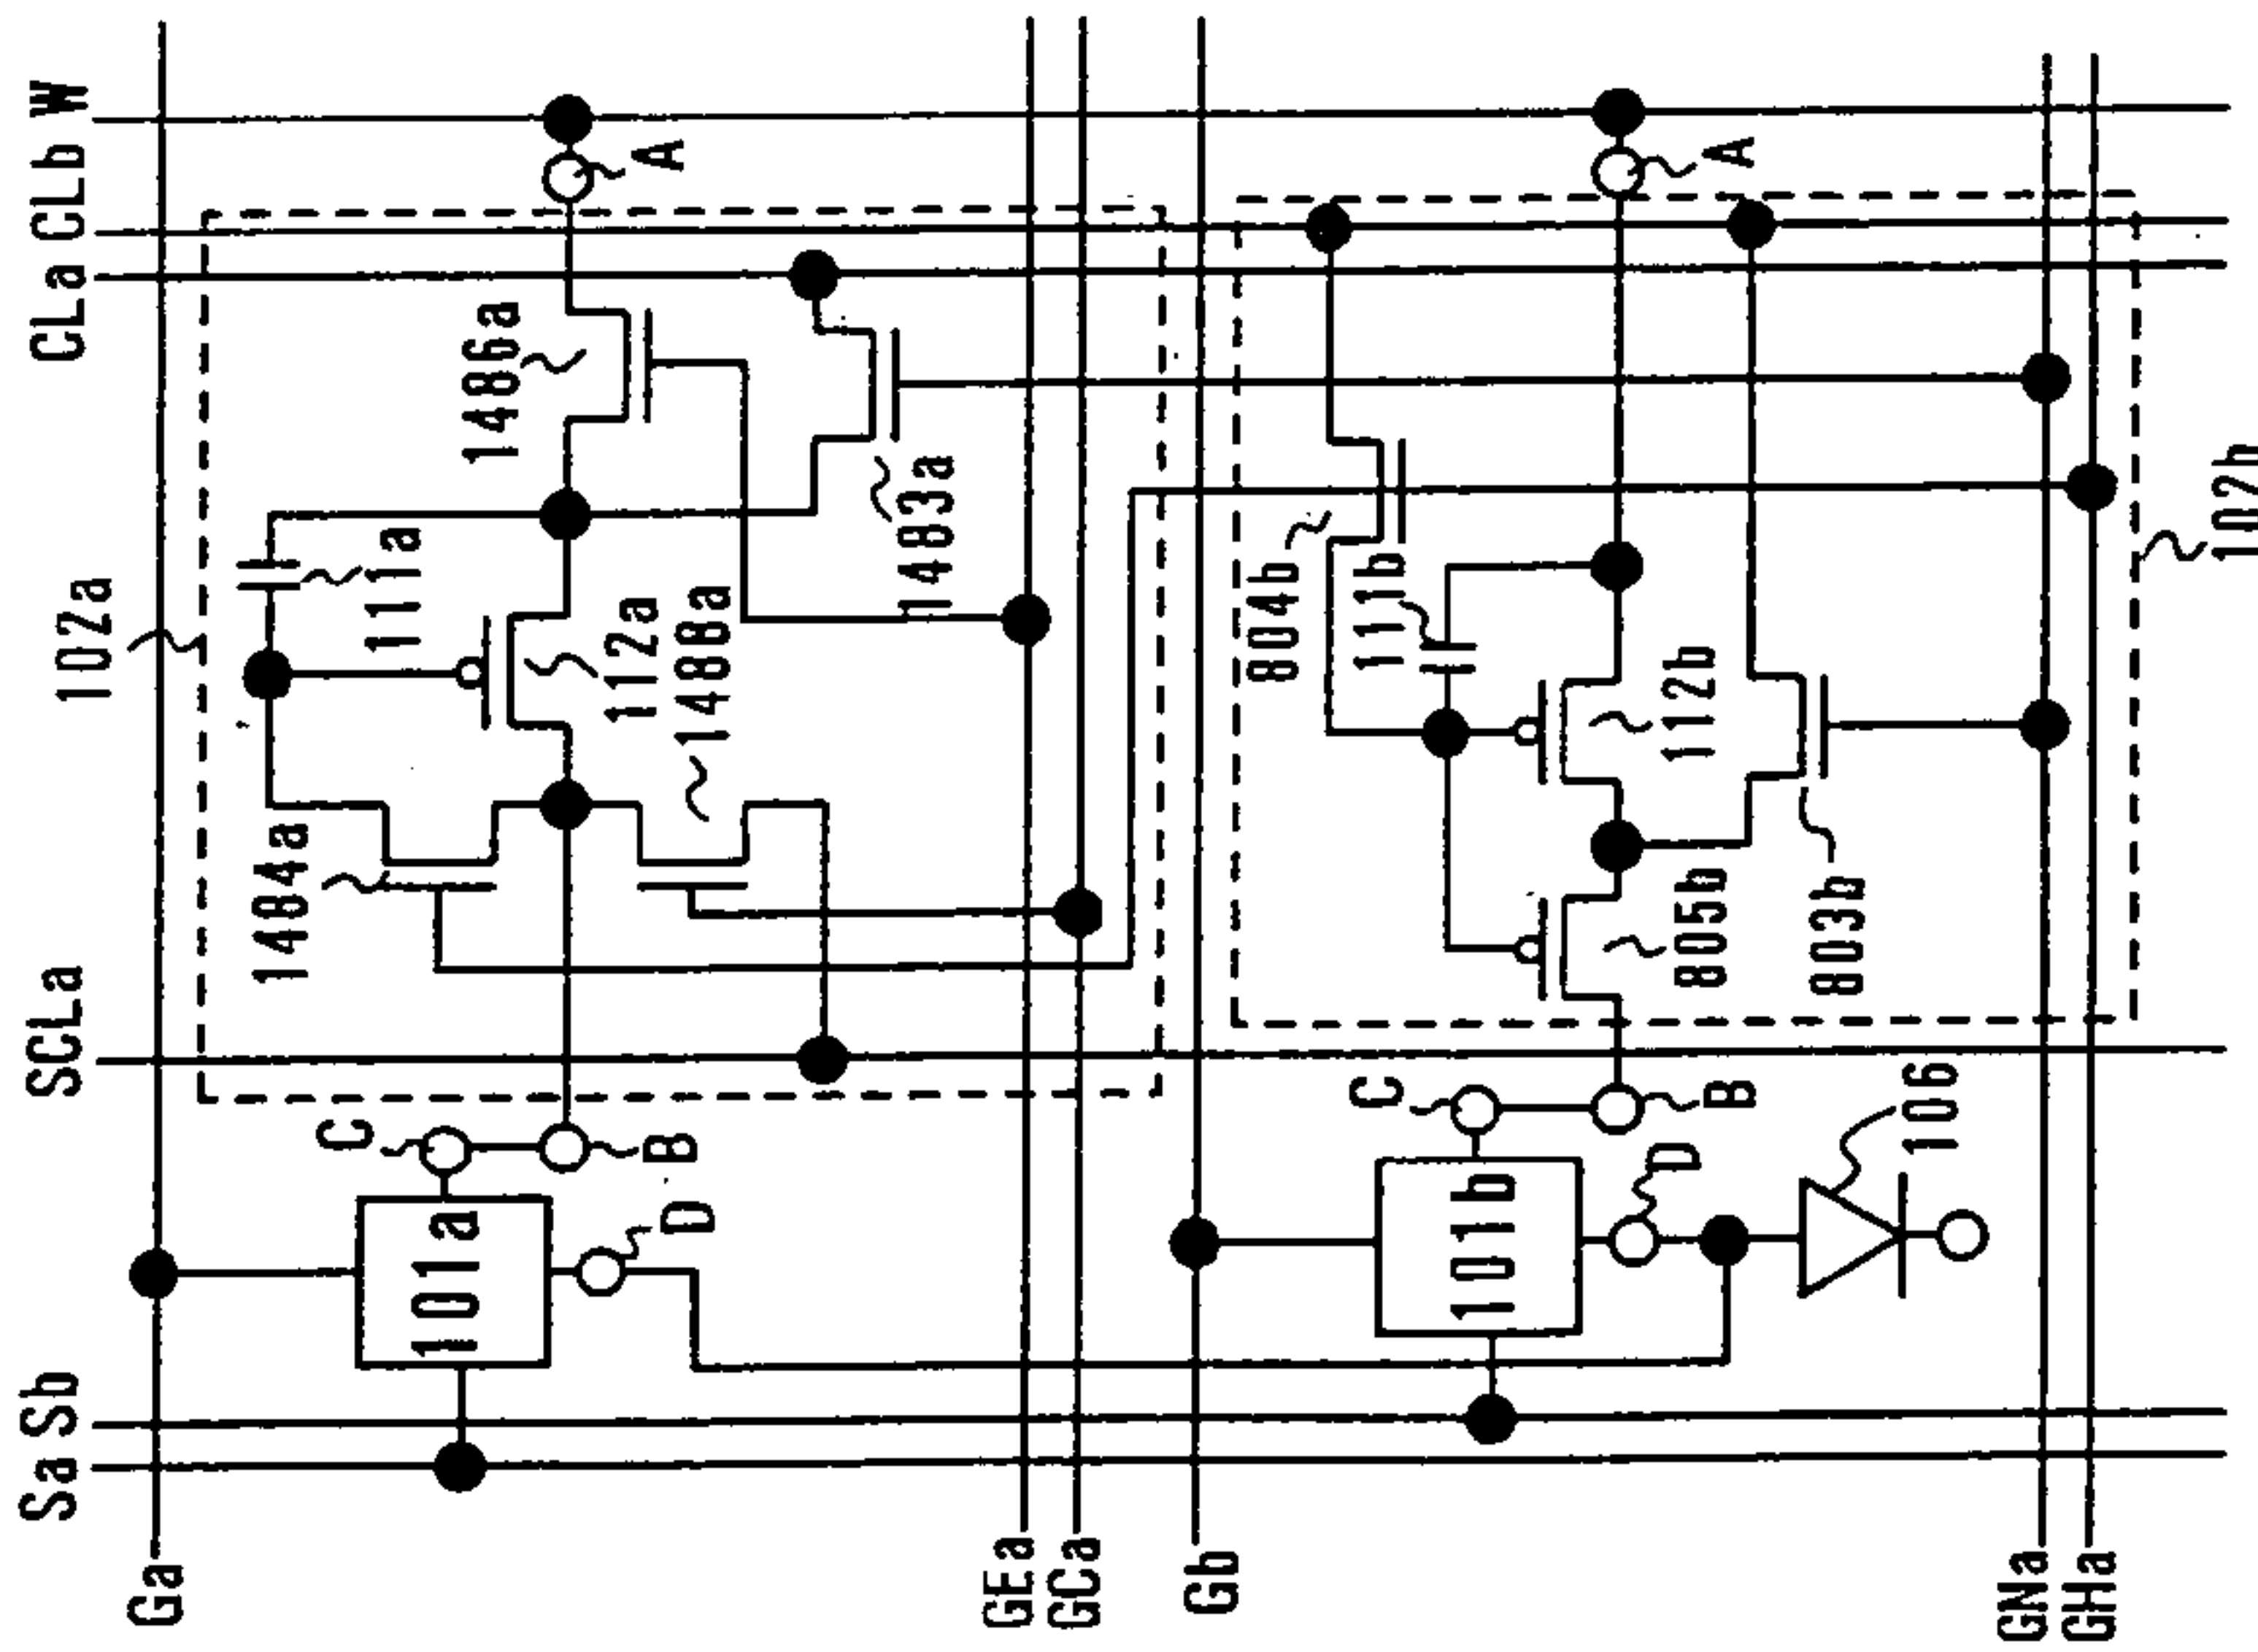 Sa Sb SCLa CLa CLb W
102a
Ga
1484a
C
111a
101a
1486a
112a
B
A
D
1488a
1483a
GEa
GCa
Gb
804b
C
111b
101b
D
112b
805b
B
A
803b
106
GNa
GHa
102b